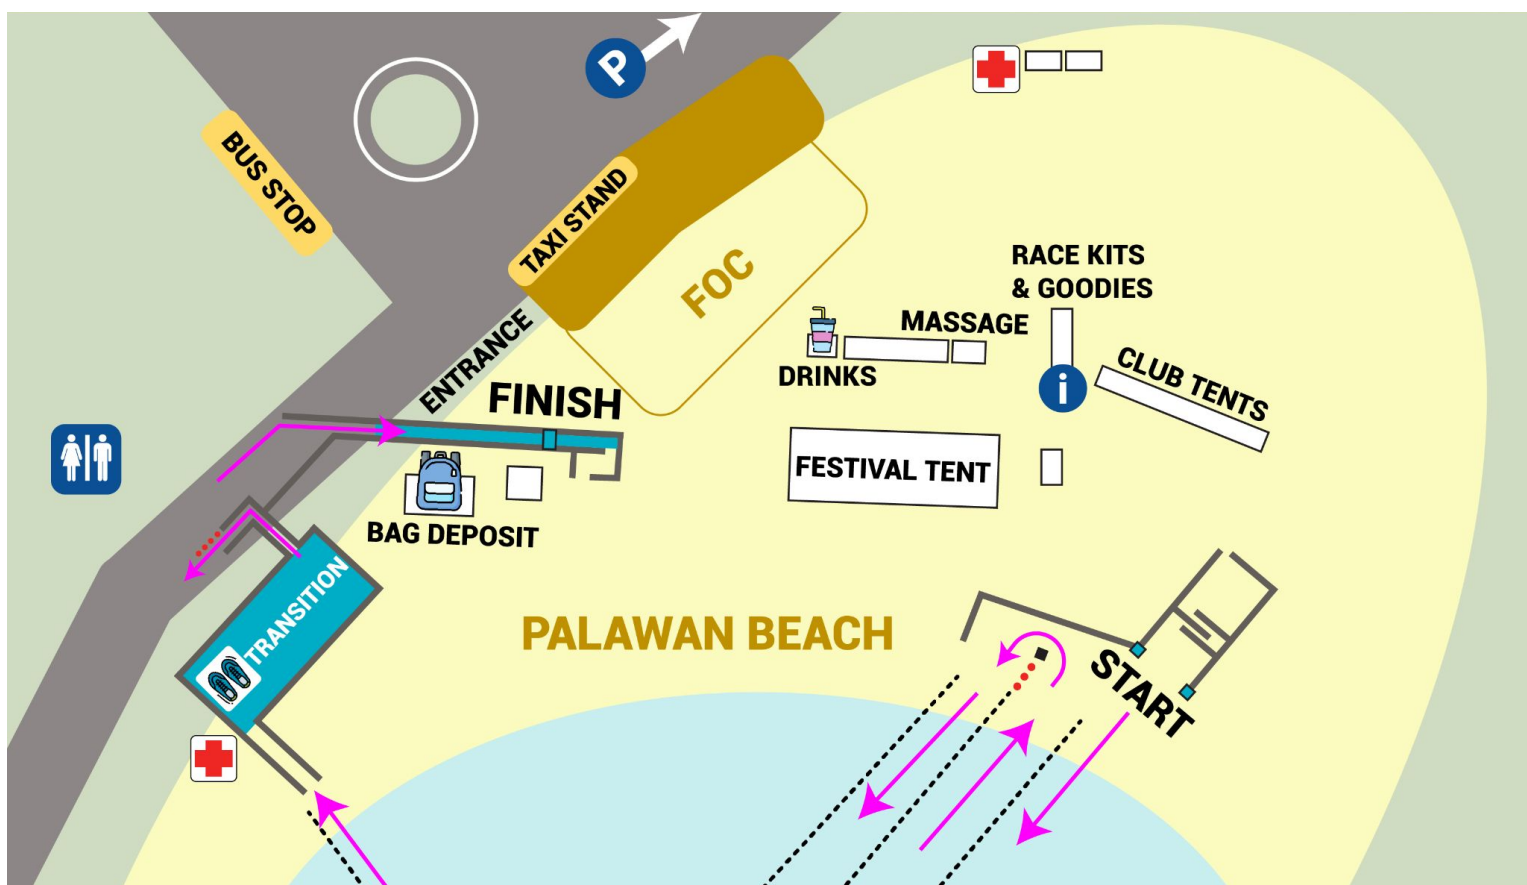 P
BUS STOP
TAXI STAND
FOC
RACE KITS
& GOODIES
MASSAGE
ENTRANCE
DRINKS
CLUB TENTS
i
FINISH
FESTIVAL TENT
BAG DEPOSIT
TRANSITION
PALAWAN BEACH
START